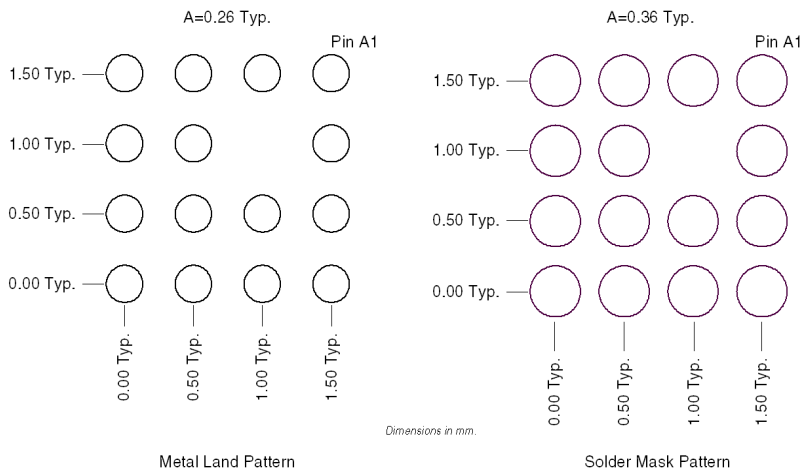 A=0.26 Typ.
Pin A1
1.50 Typ.
1.00 Typ.
0.50 Typ.
0.00 Typ.
0.00 Typ.
0.50 Typ.
1.00 Typ.
1.50 Typ.
Metal Land Pattern
A=0.36 Typ.
Pin A1
1.50 Typ.
1.00 Typ.
0.50 Typ.
0.00 Typ.
0.00 Typ.
0.50 Typ.
1.00 Typ.
1.50 Typ.
Dimensions in mm.
Solder Mask Pattern